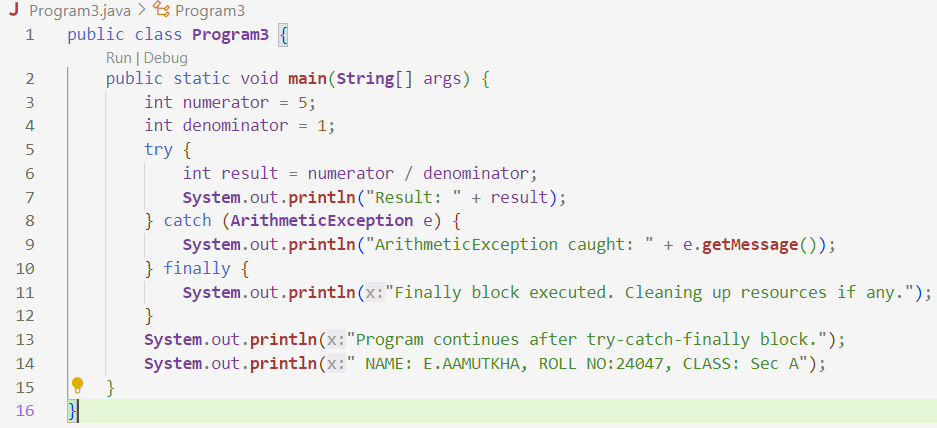 J Program3.java > Program3
1 public class Program3 {
Run | Debug
2     public static void main(String[] args) {
3         int numerator = 5;
4         int denominator = 1;
5         try {
6             int result = numerator / denominator;
7             System.out.println("Result: " + result);
8         } catch (ArithmeticException e) {
9             System.out.println("ArithmeticException caught: " + e.getMessage());
10         } finally {
11             System.out.println(x:"Finally block executed. Cleaning up resources if any.");
12         }
13         System.out.println(x:"Program continues after try-catch-finally block.");
14         System.out.println(x:" NAME: E.AAMUTKHA, ROLL NO:24047, CLASS: Sec A");
15     }
16 }